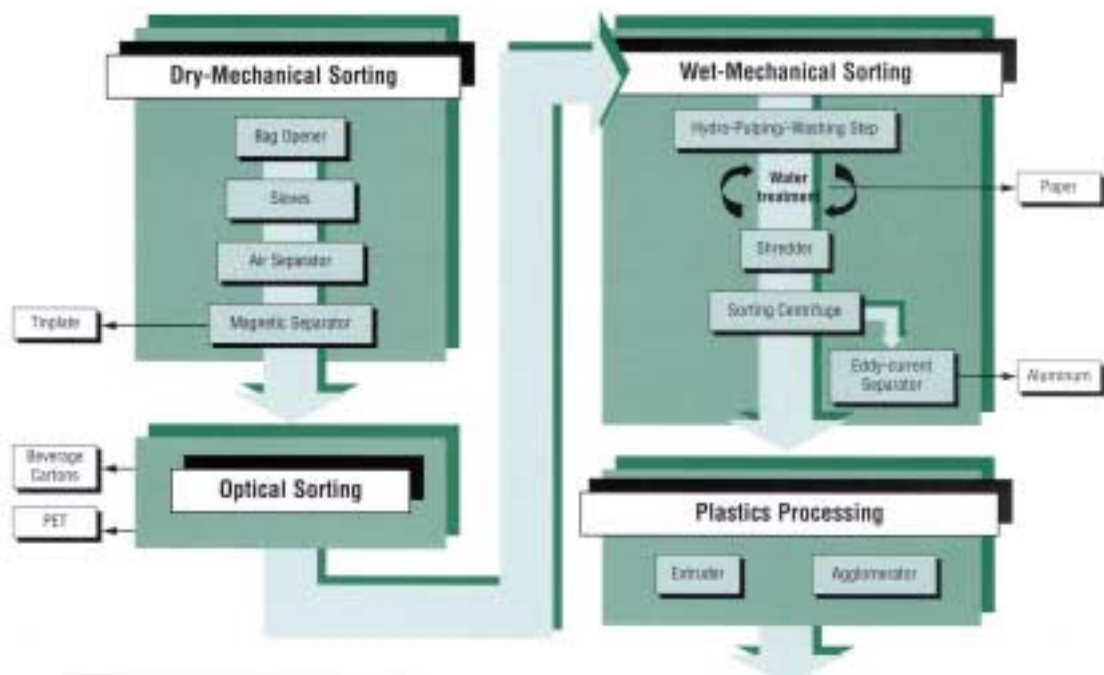 Dry-Mechanical Sorting
Bag Opener
Sieves
Air Separator
Magnetic Separator
Tinplate
Beverage
Cartons
PET
Optical Sorting
Wet-Mechanical Sorting
Hydro-Pulping/-Washing Step
Water
treatment
Paper
Shredder
Sorting Centrifuge
Eddy-current
Separator
Aluminum
Plastics Processing
Extruder
Agglomerator